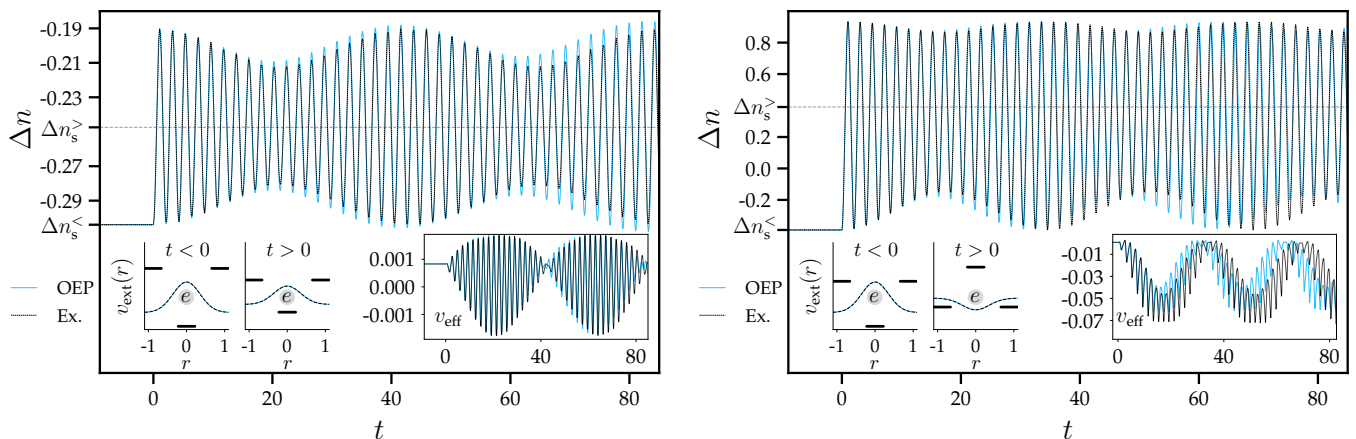 -0.19
-0.21
-0.23
Δn_s^>
-0.27
-0.29
Δn_s^<
Δn
t < 0
t > 0
v_ext(r)
e
e
-1 0 1
-1 0 1
r
r
OEP
Ex.
0.001
0.000
-0.001
v_eff
0 40 80
0 20 40 60 80
t
0.8
0.6
Δn_s^>
0.2
0.0
-0.2
Δn_s^<
Δn
t < 0
t > 0
v_ext(r)
e
e
-1 0 1
-1 0 1
r
r
OEP
Ex.
-0.01
-0.03
-0.05
-0.07
v_eff
0 40 80
0 20 40 60 80
t